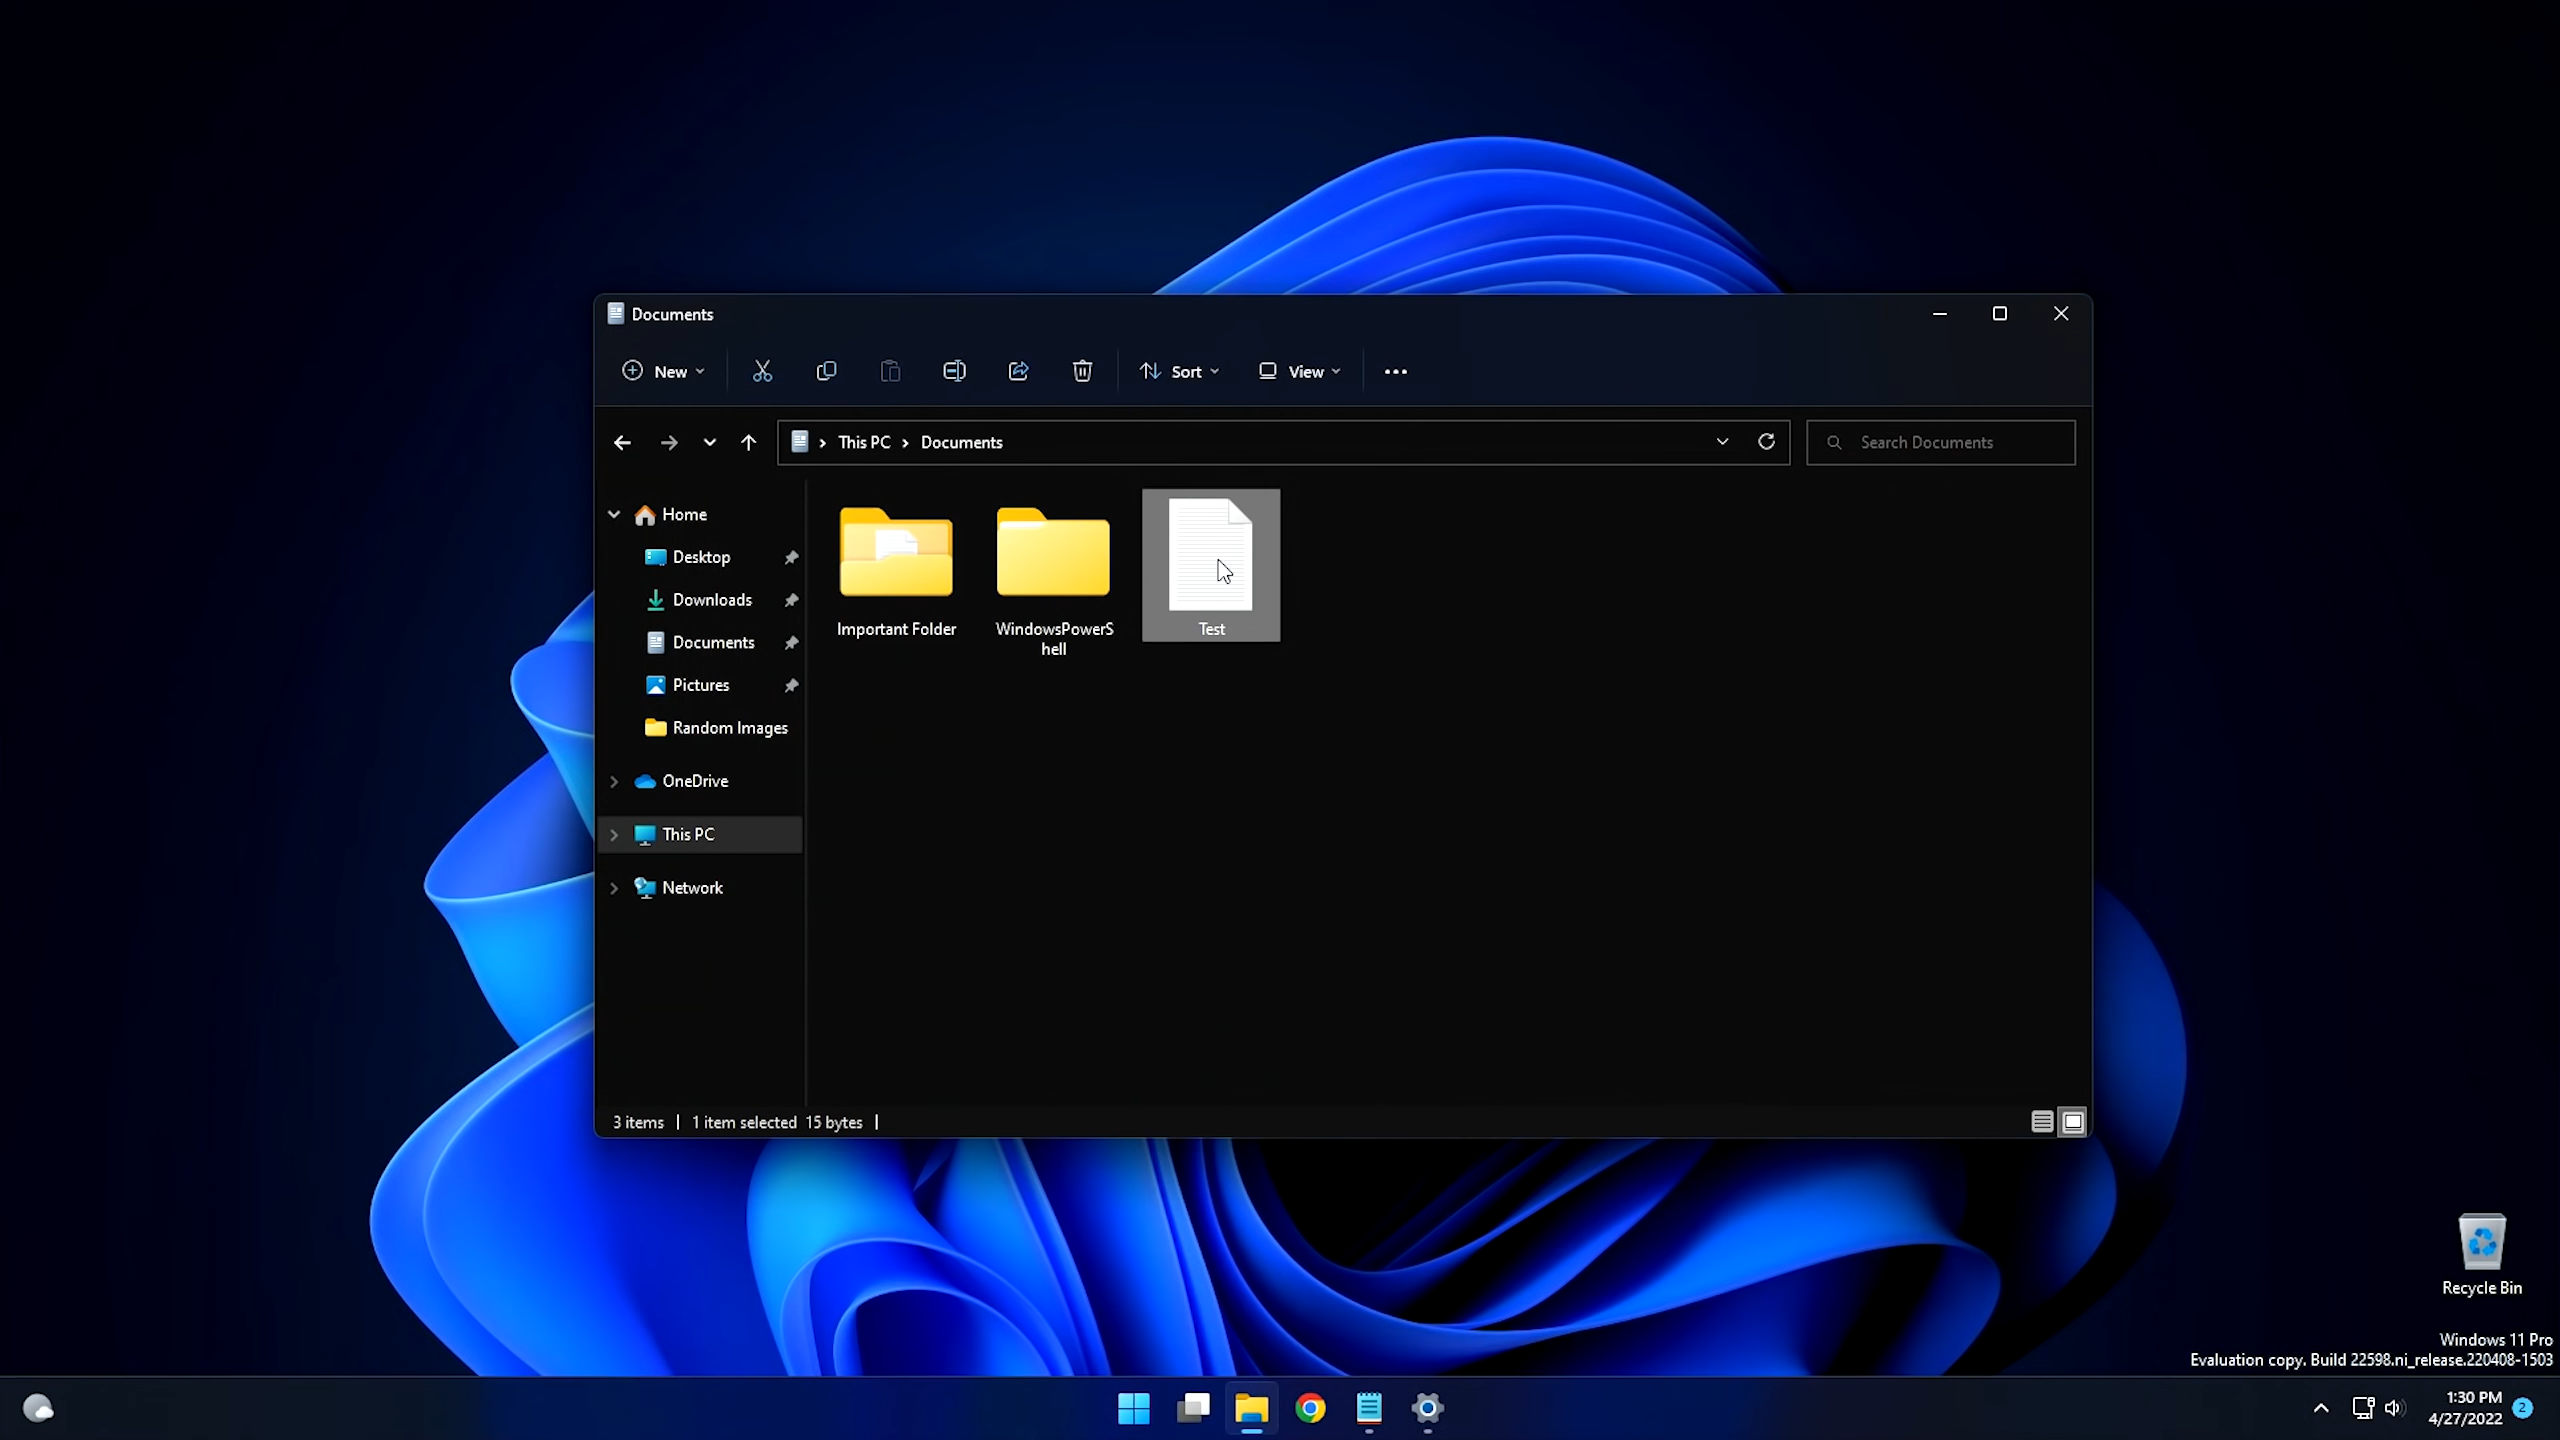 Documents
New
Sort
View
This PC
Documents
Search Documents
Home
Desktop
Downloads
Documents
Pictures
Random Images
OneDrive
This PC
Network
Important Folder
WindowsPowerS
hell
Test
3 items
1 item selected 15 bytes
Recycle Bin
Windows 11 Pro
Evaluation copy. Build 22598.ni_release.220408-1503
1:30 PM
4/27/2022
2